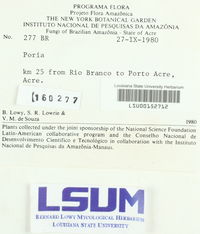 PROGRAMA FLORA
Projeto Flora Amazônica
THE NEW YORK BOTANICAL GARDEN
INSTITUTO NACIONAL DE PESQUISAS DA AMAZÔNIA
Fungi of Brazilian Amazonia - State of Acre
No. 277 BR 27-IX-1980
Poria
km 25 from Rio Branco to Porto Acre,
Acre.
Louisiana State University Herbarium
160277
LSU00152712
B. Lowy, S. R. Lowrie &
V. M. de Souza
1980
Plants collected under the joint sponsorship of the National Science Foundation
Latin-American collaborative program and the Conselho Nacional de
Desenvolvimento Científico e Tecnológico in collaboration with the Instituto
Nacional de Pesquisas da Amazônia-Manaus.
LSUM
BERNARD LOWY MYCOLOGICAL HERBARIUM
LOUISIANA STATE UNIVERSITY